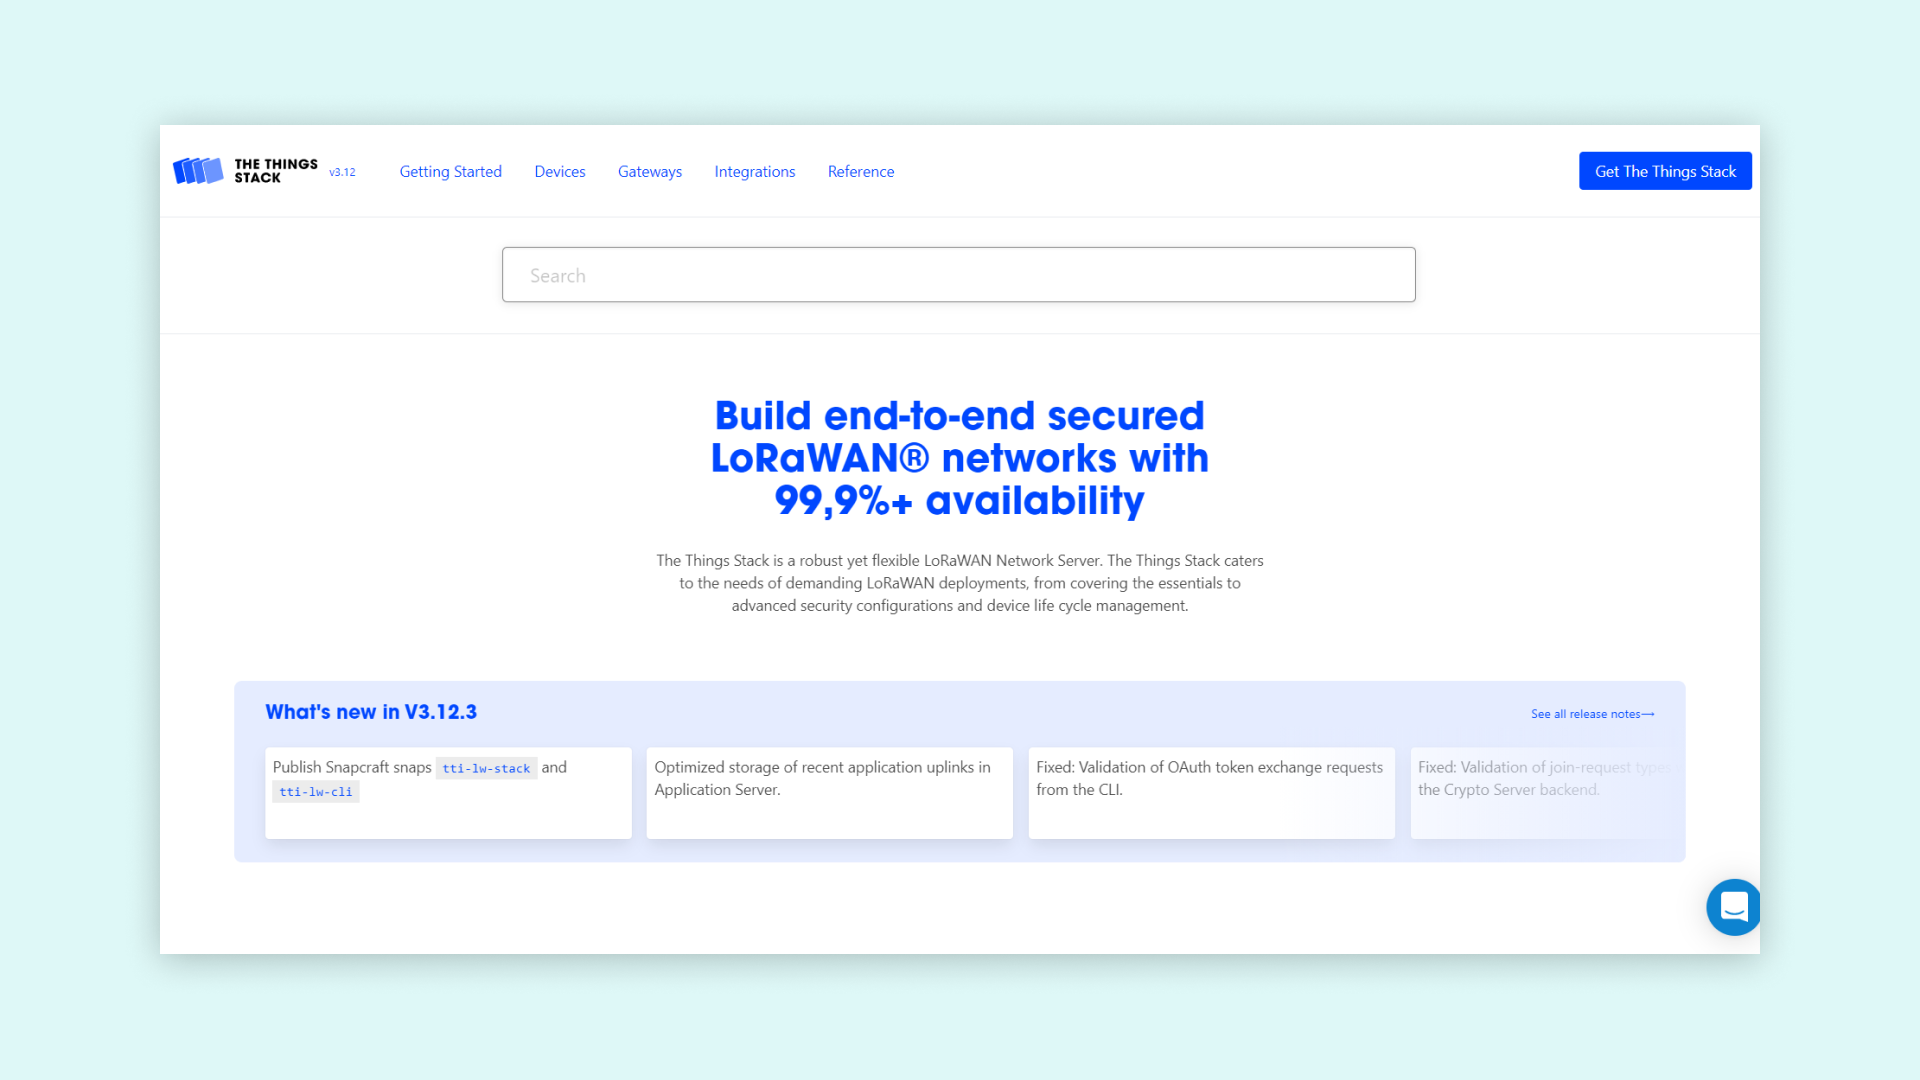 THE THINGS
STACK
v3.12
Getting Started
Devices
Gateways
Integrations
Reference
Get The Things Stack
Search
Build end-to-end secured
LoRaWAN® networks with
99,9%+ availability
The Things Stack is a robust yet flexible LoRaWAN Network Server. The Things Stack caters
to the needs of demanding LoRaWAN deployments, from covering the essentials to
advanced security configurations and device life cycle management.
What's new in V3.12.3
See all release notes→
Publish Snapcraft snaps tti-lw-stack and
tti-lw-cli
Optimized storage of recent application uplinks in
Application Server.
Fixed: Validation of OAuth token exchange requests
from the CLI.
Fixed: Validation of join-request types
the Crypto Server backend.